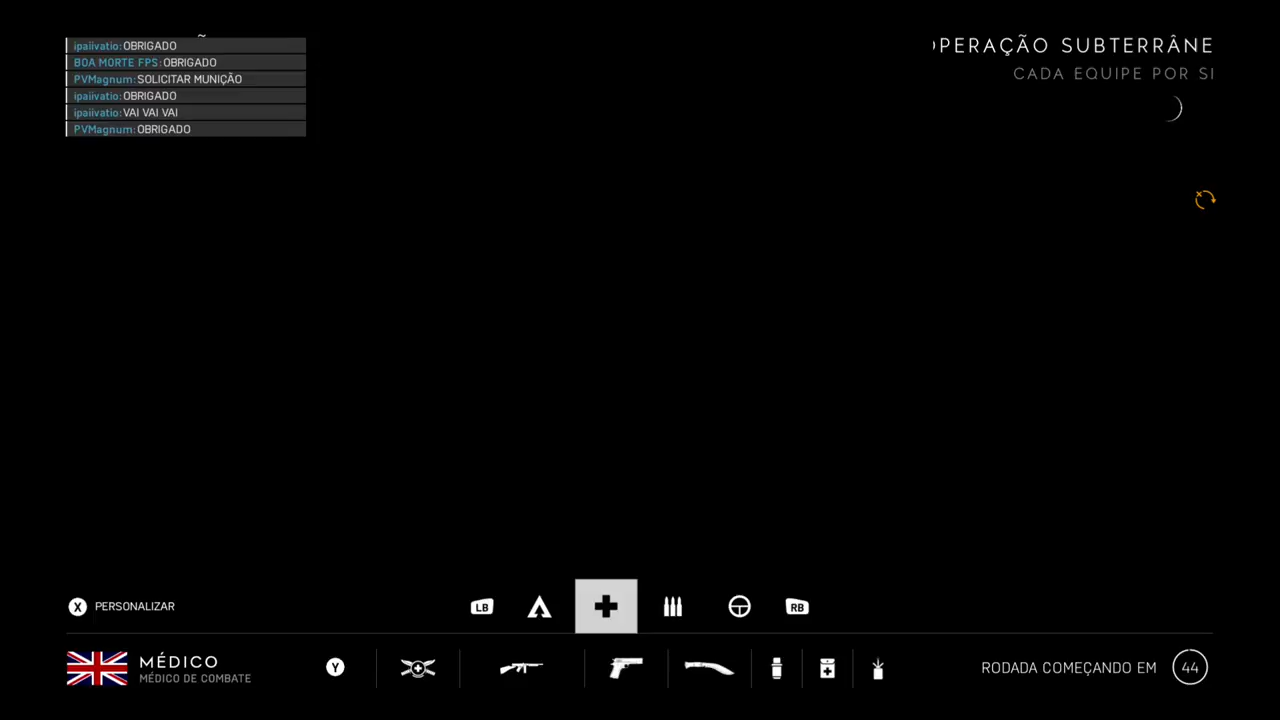 ipaiivatio: OBRIGADO
BOA MORTE FPS: OBRIGADO
PVMagnum: SOLICITAR MUNIÇÃO
ipaiivatio: OBRIGADO
ipaiivatio: VAI VAI VAI
PVMagnum: OBRIGADO
PERAÇÃO SUBTERRÂNE
CADA EQUIPE POR SI
X PERSONALIZAR
LB
RB
MÉDICO
MÉDICO DE COMBATE
Y
RODADA COMEÇANDO EM 44